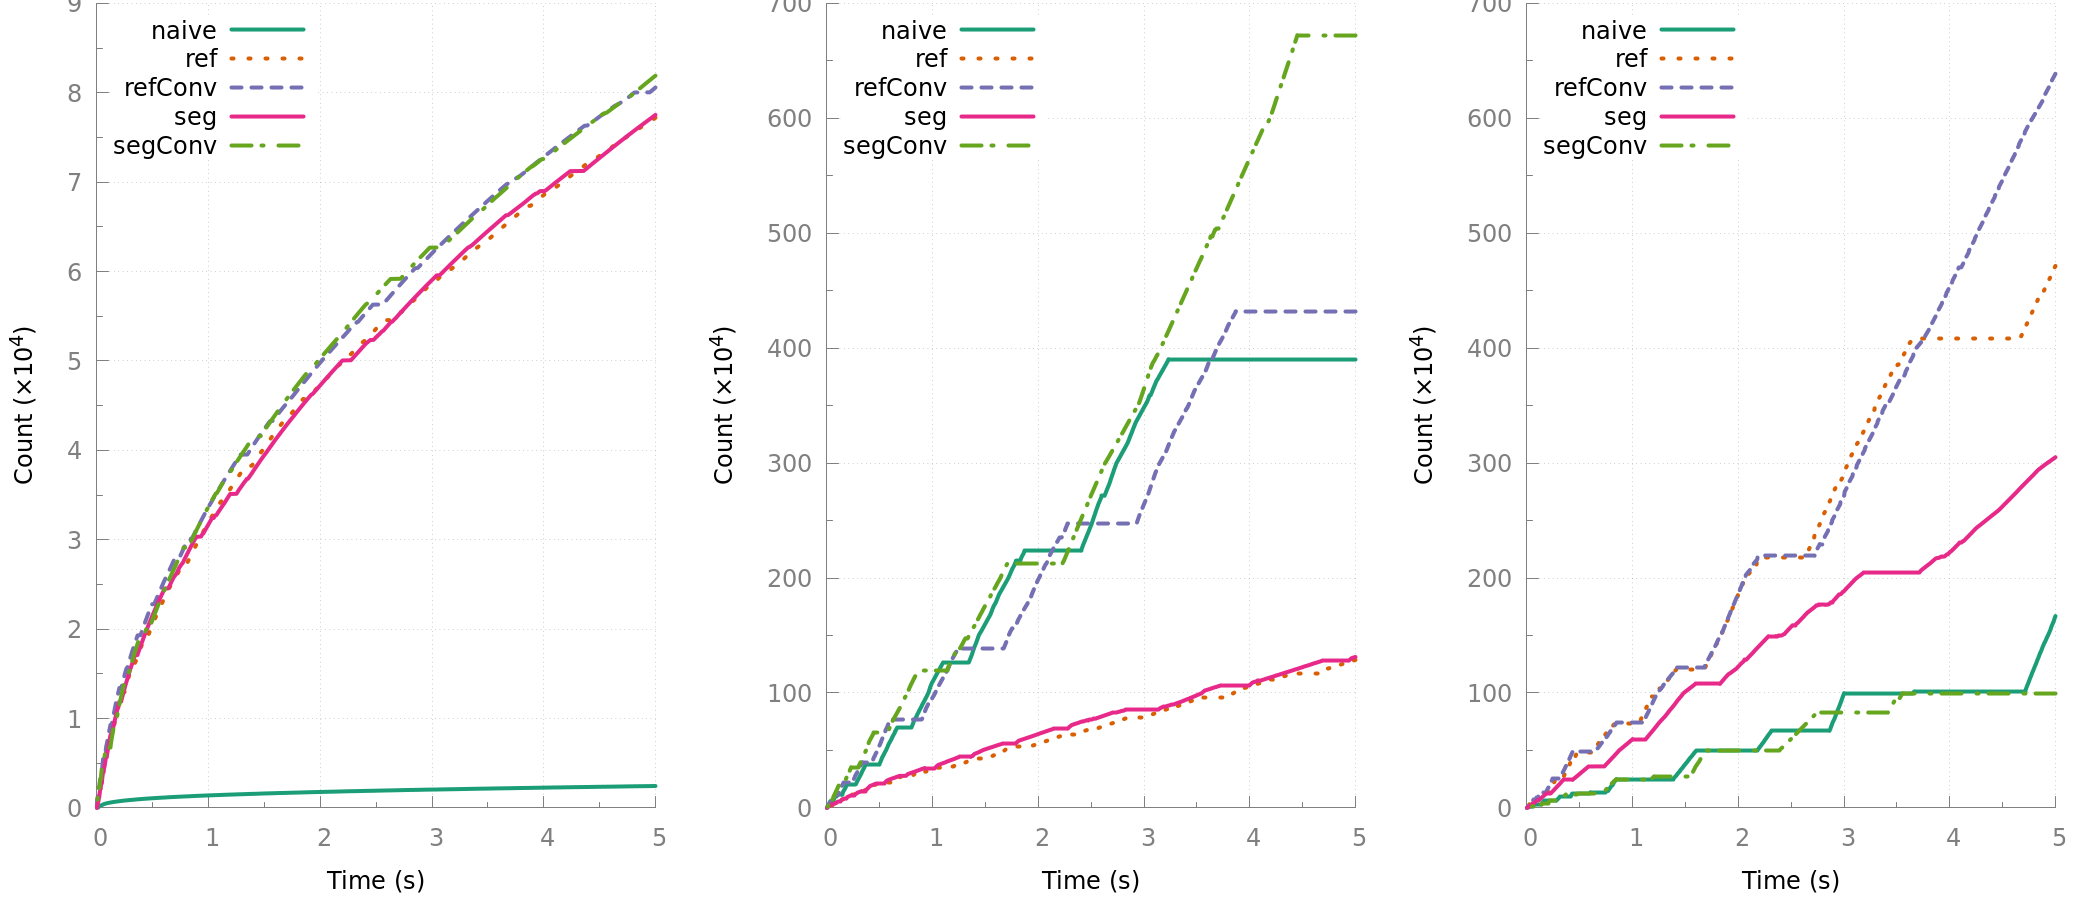 9
8
7
6
5
4
3
2
1
0
Count (×10⁴)
naive
ref
refConv
seg
segConv
0 1 2 3 4 5
Time (s)
700
600
500
400
300
200
100
0
Count (×10⁴)
naive
ref
refConv
seg
segConv
0 1 2 3 4 5
Time (s)
700
600
500
400
300
200
100
0
Count (×10⁴)
naive
ref
refConv
seg
segConv
0 1 2 3 4 5
Time (s)